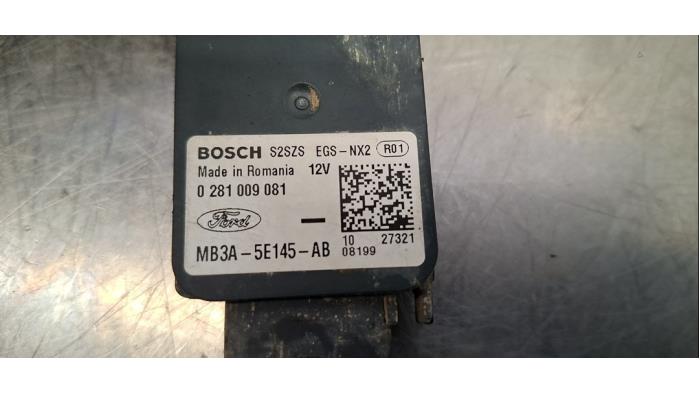 BOSCH S2SZS EGS-NX2 R01
Made in Romania 12V
0 281 009 081
Ford
MB3A-5E145-AB
10 27321
08199